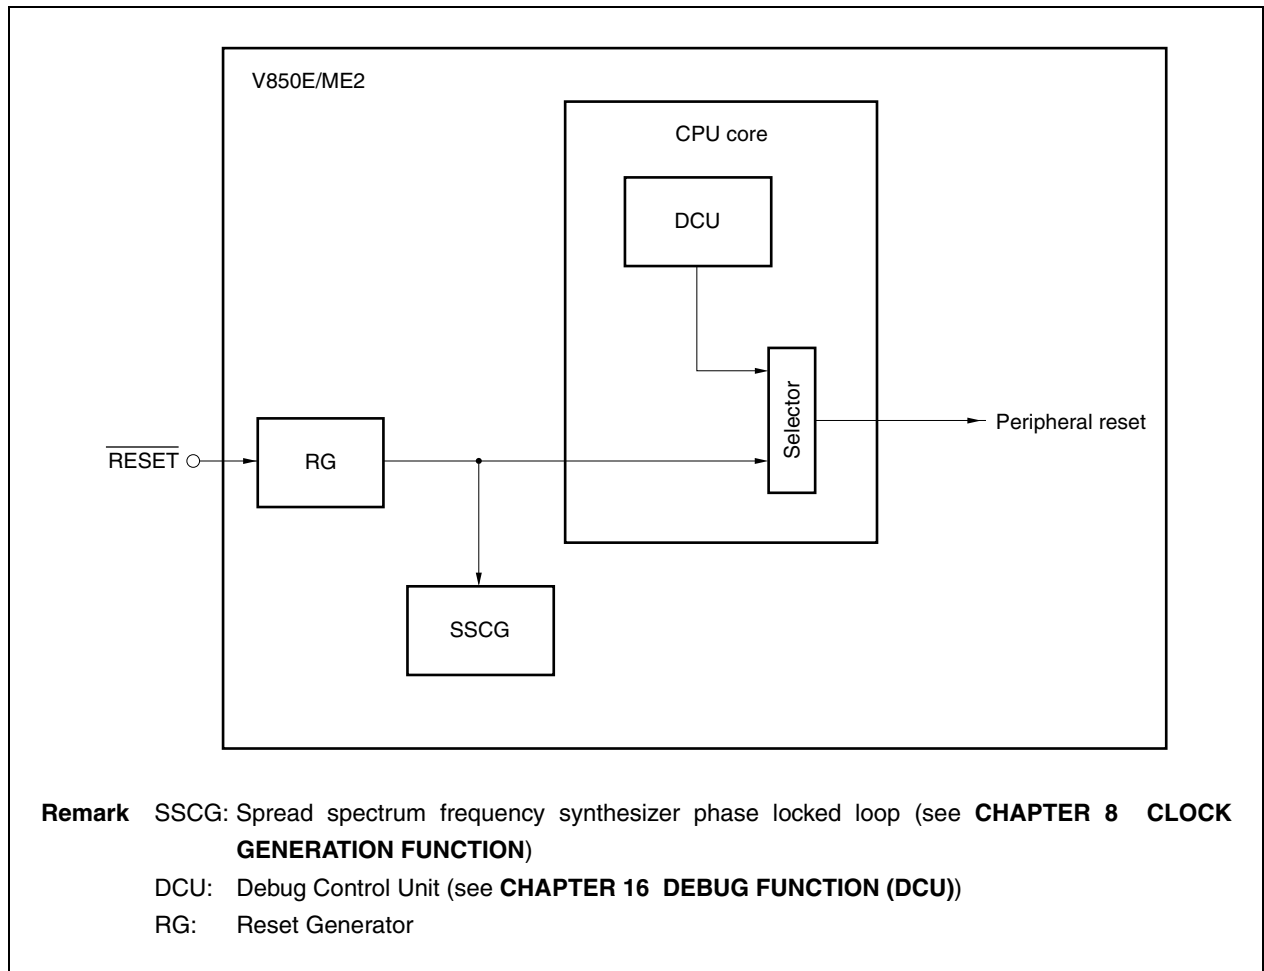 V850E/ME2
CPU core
DCU
Selector
Peripheral reset
RESET
RG
SSCG
Remark SSCG: Spread spectrum frequency synthesizer phase locked loop (see CHAPTER 8 CLOCK
GENERATION FUNCTION)
DCU: Debug Control Unit (see CHAPTER 16 DEBUG FUNCTION (DCU))
RG: Reset Generator